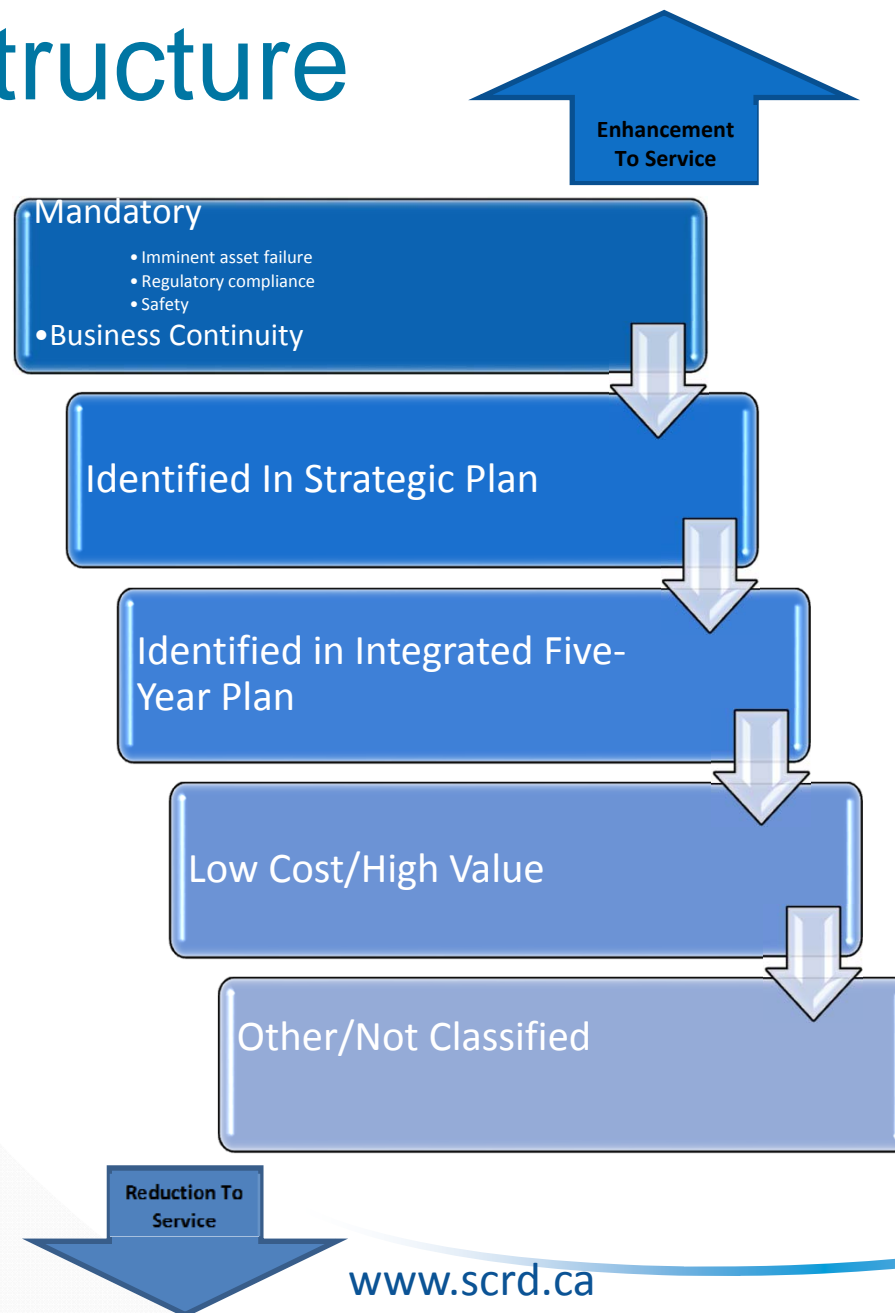 tructure
Enhancement
To Service
•Mandatory
• Imminent asset failure
• Regulatory compliance
• Safety
•Business Continuity
Identified In Strategic Plan
Identified in Integrated Five-
Year Plan
Low Cost/High Value
Other/Not Classified
Reduction To
Service
www.scrd.ca